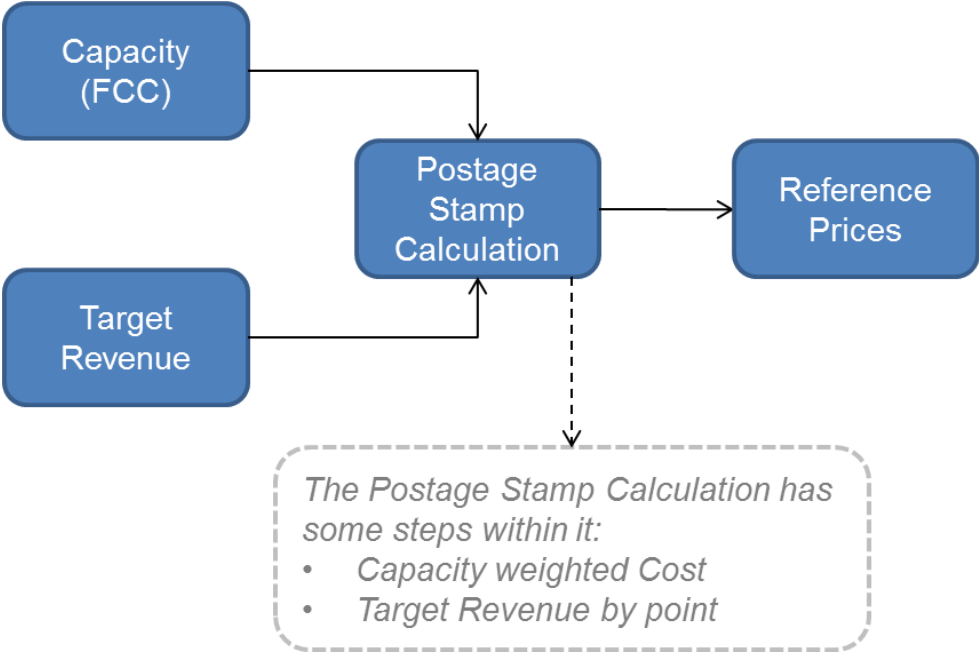 Capacity
(FCC)
Postage
Stamp
Calculation
Reference
Prices
Target
Revenue
The Postage Stamp Calculation has
some steps within it:
• Capacity weighted Cost
• Target Revenue by point